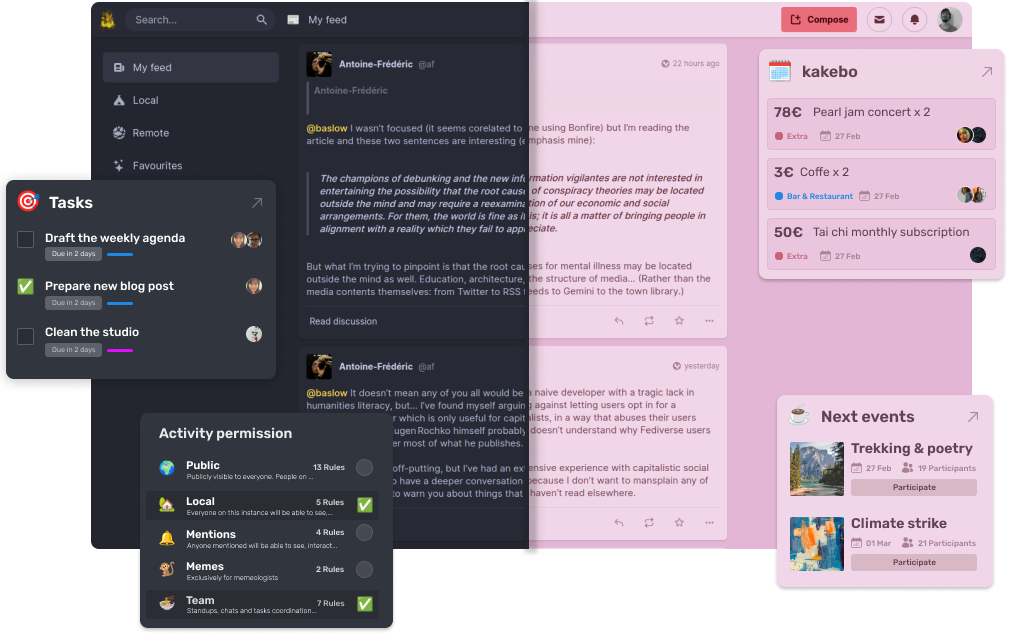 Search...
My feed
Compose
My feed
Local
Remote
Favourites
Antoine-Frédéric @af
22 hours ago
Antoine-Frédéric
@baslow I wasn't focused (it seems corelated to me using Bonfire) but I'm reading the
article and these two sentences are interesting (emphasis mine):
The champions of debunking and the new information vigilantes are not interested in
entertaining the possibility that the root cause of conspiracy theories may be located
outside the mind and may require a reexamination of our economic and social
arrangements. For them, the world is fine as it is; it is all a matter of bringing people in
alignment with a reality which they fail to appreciate.
But what I'm trying to pinpoint is that the root causes for mental illness may be located
outside the mind as well. Education, architecture, the structure of media... (Rather than the
media contents themselves: from Twitter to RSS feeds to Gemini to the town library.)
Read discussion
Antoine-Frédéric @af
yesterday
@baslow It doesn't mean any of you all would be a naive developer with a tragic lack in
humanities literacy, but... I've found myself arguing against letting users opt in for a
r which is only useful for capitalists, in a way that abuses their users
Eugen Rochko himself probably doesn't understand why Fediverse users
er most of what he publishes.
off-putting, but I've had an extensive experience with capitalistic social
o have a deeper conversation because I don't want to mansplain any of
to warn you about things that haven't read elsewhere.
Tasks
Draft the weekly agenda
Due in 2 days
Prepare new blog post
Due in 2 days
Clean the studio
Due in 2 days
Activity permission
Public
Publicly visible to everyone. People on ...
13 Rules
Local
Everyone on this instance will be able to see,...
5 Rules
Mentions
Anyone mentioned will be able to see, interact...
4 Rules
Memes
Exclusively for memeologists
2 Rules
Team
Standups, chats and tasks coordination...
7 Rules
kakebo
78€ Pearl jam concert x 2
Extra 27 Feb
3€ Coffe x 2
Bar & Restaurant 27 Feb
50€ Tai chi monthly subscription
Extra 27 Feb
Next events
Trekking & poetry
27 Feb 19 Participants
Participate
Climate strike
01 Mar 21 Participants
Participate